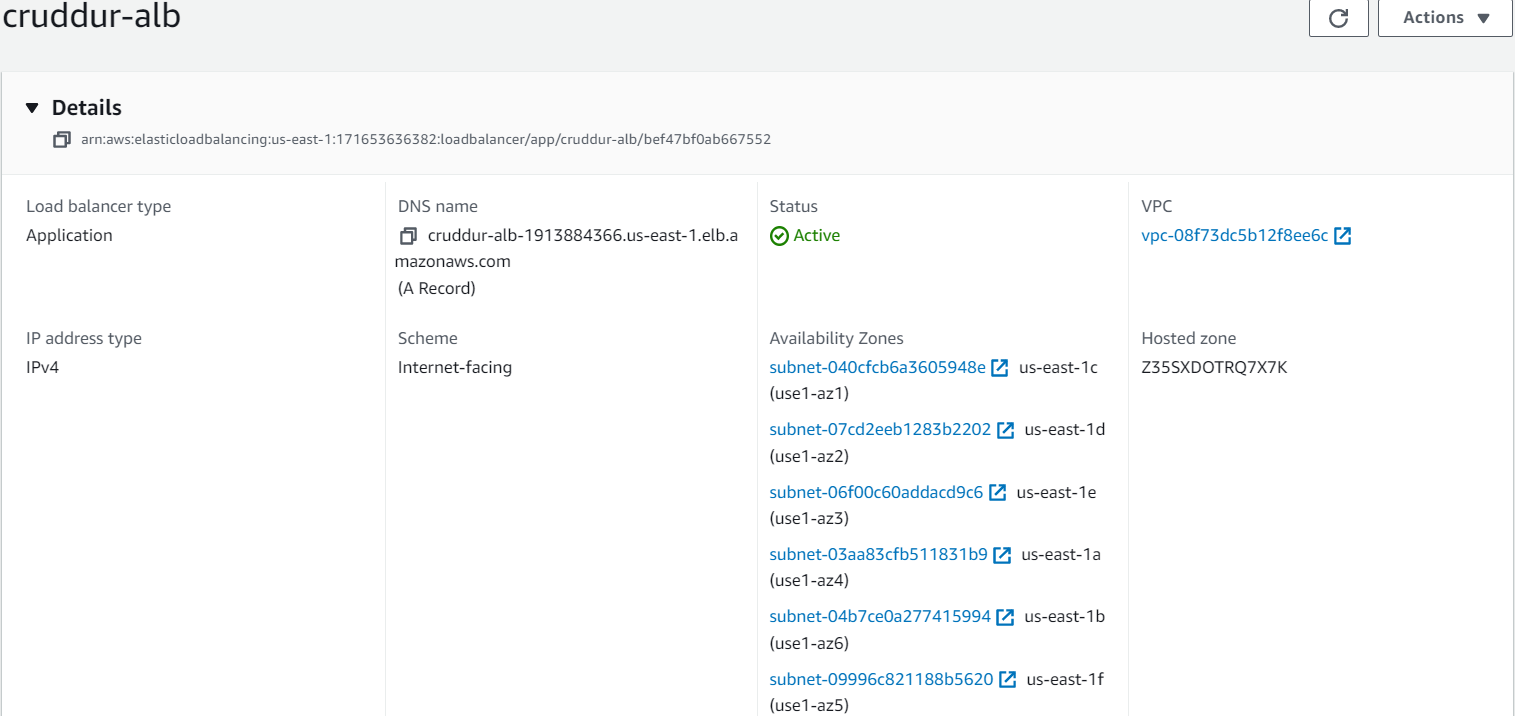 cruddur-alb
Actions
Details
arn:aws:elasticloadbalancing:us-east-1:171653636382:loadbalancer/app/cruddur-alb/bef47bf0ab667552
Load balancer type
Application
DNS name
cruddur-alb-1913884366.us-east-1.elb.a
mazonaws.com
(A Record)
Status
Active
VPC
vpc-08f73dc5b12f8ee6c
IP address type
IPv4
Scheme
Internet-facing
Availability Zones
subnet-040cfcb6a3605948e us-east-1c
(use1-az1)
subnet-07cd2eeb1283b2202 us-east-1d
(use1-az2)
subnet-06f00c60addacd9c6 us-east-1e
(use1-az3)
subnet-03aa83cfb511831b9 us-east-1a
(use1-az4)
subnet-04b7ce0a277415994 us-east-1b
(use1-az6)
subnet-09996c821188b5620 us-east-1f
(use1-az5)
Hosted zone
Z35SXDOTRQ7X7K